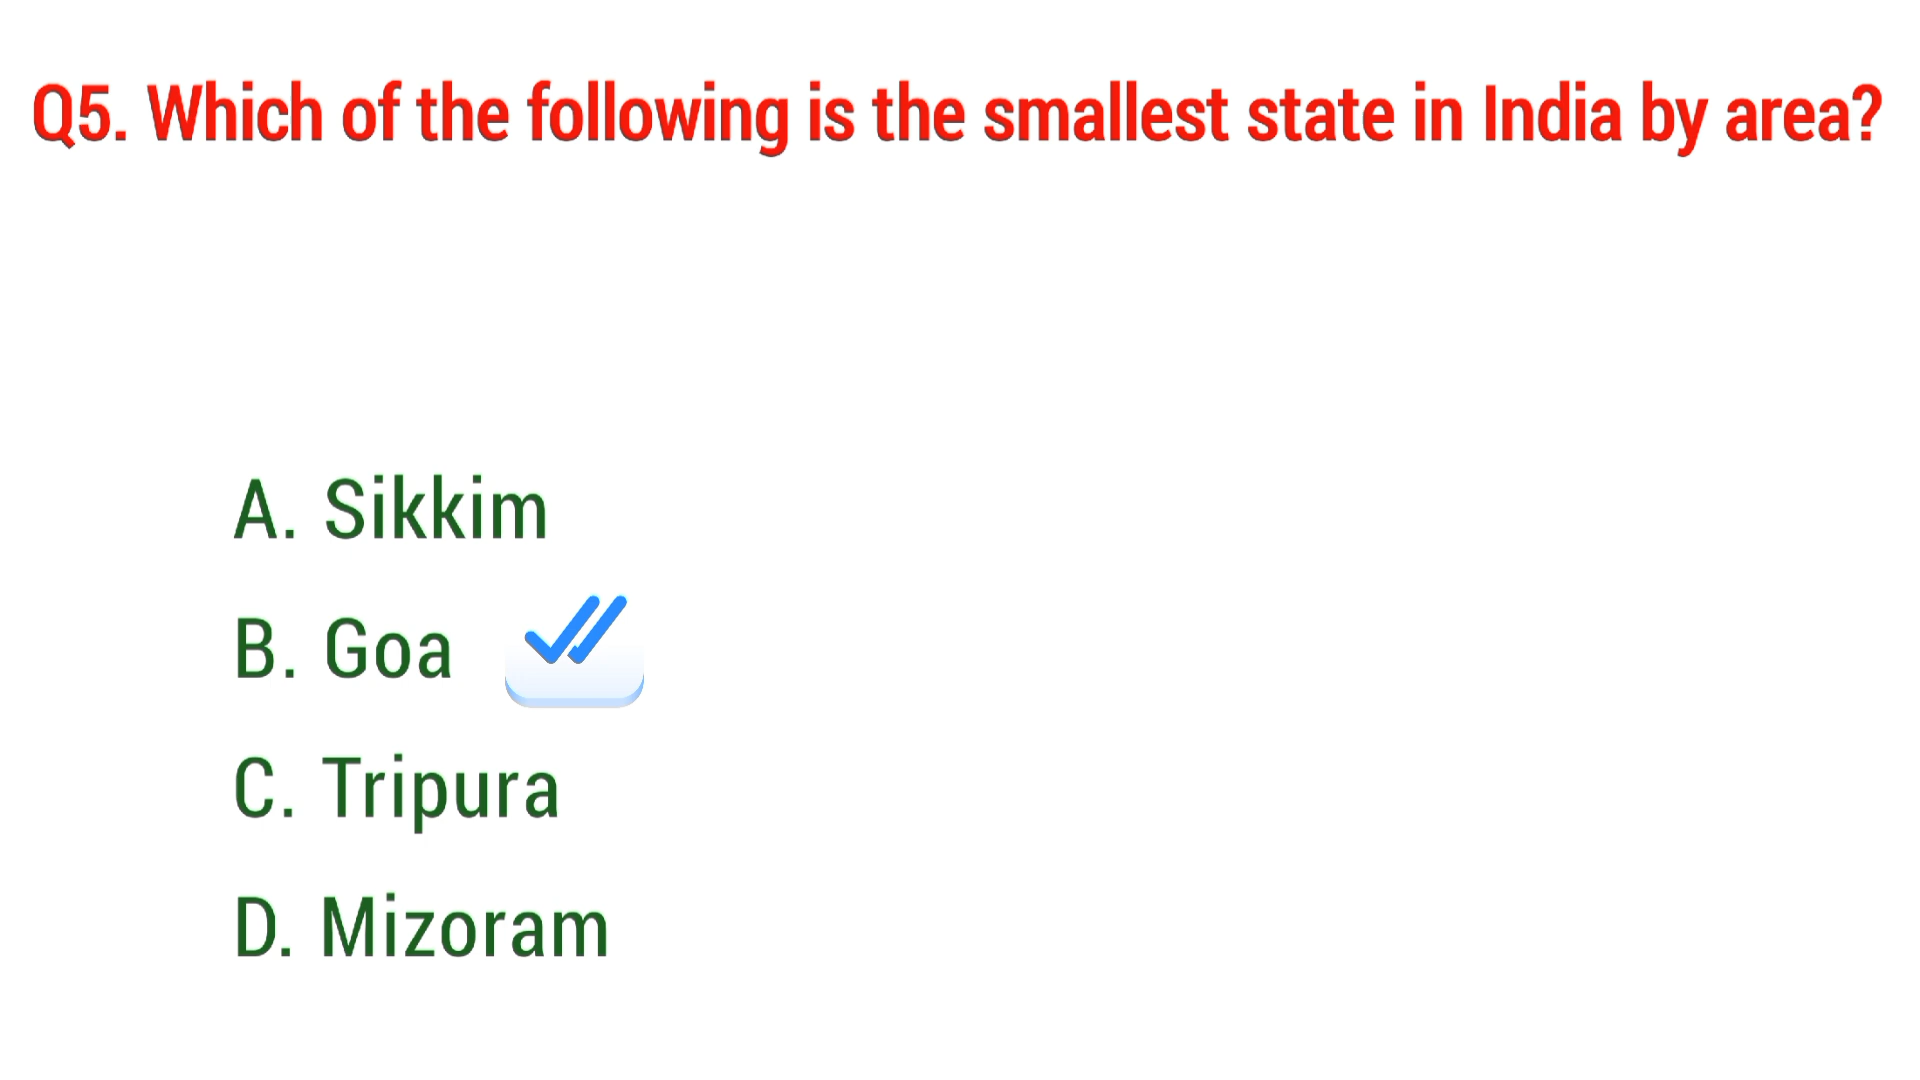 Q5. Which of the following is the smallest state in India by area?
A. Sikkim
B. Goa
C. Tripura
D. Mizoram